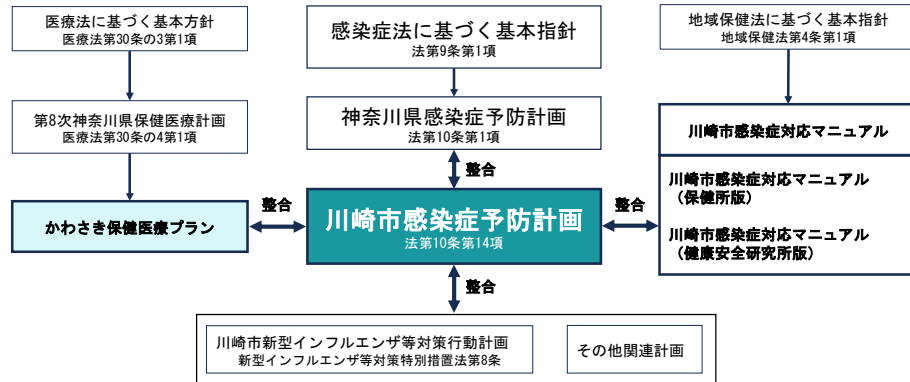 医療法に基づく基本方針
医療法第30条の3第1項
感染症法に基づく基本指針
法第9条第1項
地域保健法に基づく基本指針
地域保健法第4条第1項
第8次神奈川県保健医療計画
医療法第30条の4第1項
神奈川県感染症予防計画
法第10条第1項
川崎市感染症対応マニュアル
整合
川崎市感染症対応マニュアル
（保健所版）
川崎市感染症対応マニュアル
（健康安全研究所版）
かわさき保健医療プラン
整合
川崎市感染症予防計画
法第10条第14項
整合
整合
川崎市新型インフルエンザ等対策行動計画
新型インフルエンザ等対策特別措置法第8条
その他関連計画